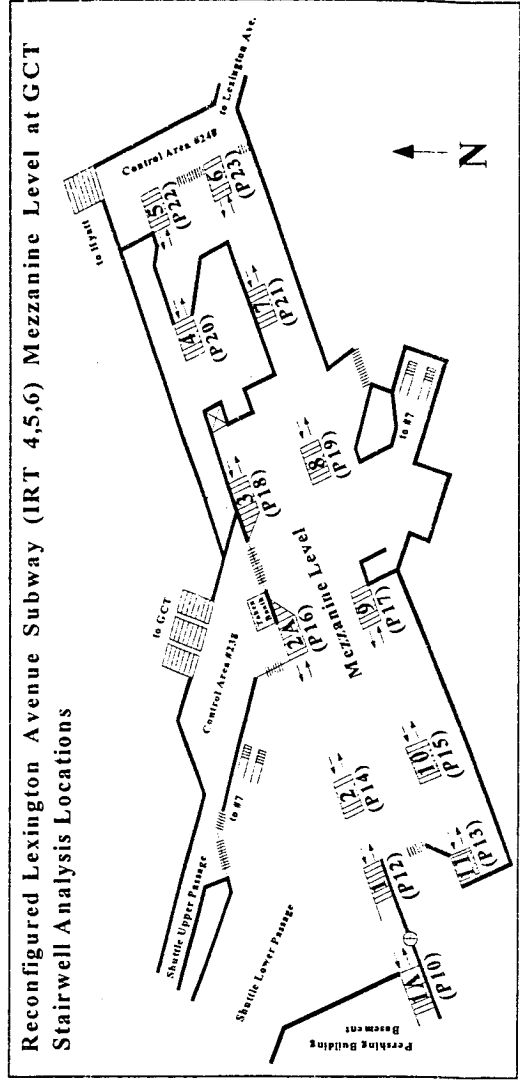 Reconfigured Lexington Avenue Subway (IRT 4,5,6) Mezzanine Level at GCT
Stairwell Analysis Locations
to Hyatt
Control Area #248
to Lexington Ave.
5
(P22)
6
(P23)
4
(P20)
7
(P21)
N
to GCT
3
(P18)
8
(P19)
to #7
Control Area #238
Token
Booth
2A
(P16)
Mezzanine Level
9
(P17)
to #7
2
(P14)
10
(P15)
Shuttle Upper Passage
Shuttle Lower Passage
1
(P12)
11
(P13)
1A
(P10)
Pershing Building
Basement